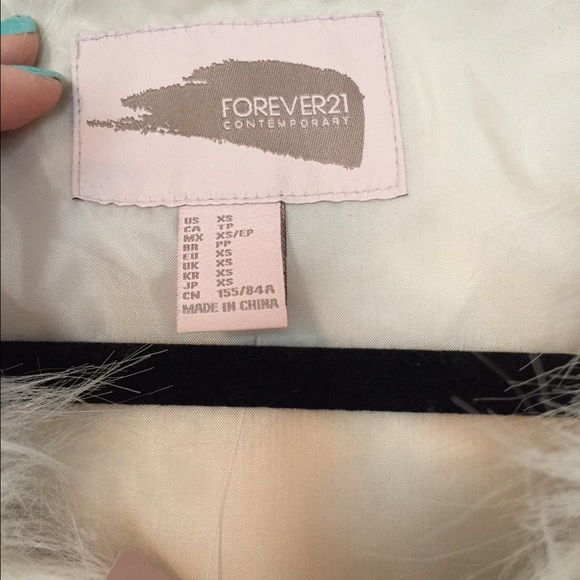 FOREVER21
CONTEMPORARY
US XS
CA TP
MX XS/EP
BR PP
EU XS
UK XS
KR XS
JP XS
CN 155/84A
MADE IN CHINA